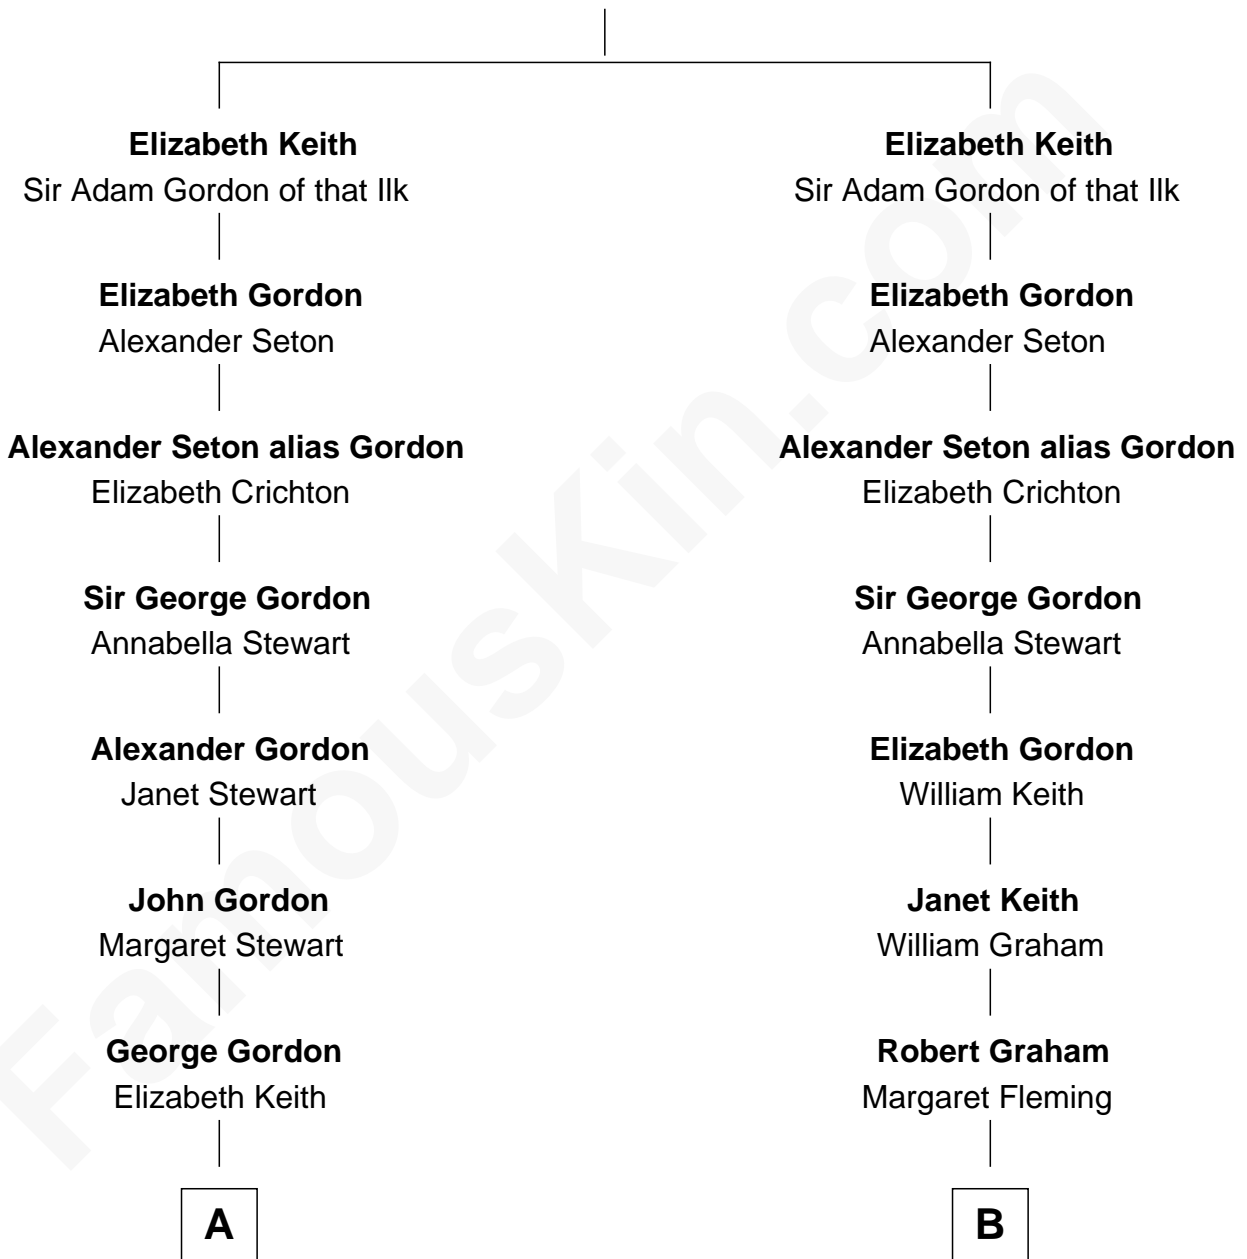 Elizabeth Keith
Sir Adam Gordon of that Ilk
Elizabeth Gordon
Alexander Seton
Alexander Seton alias Gordon
Elizabeth Crichton
Sir George Gordon
Annabella Stewart
Alexander Gordon
Janet Stewart
John Gordon
Margaret Stewart
George Gordon
Elizabeth Keith
A
Elizabeth Keith
Sir Adam Gordon of that Ilk
Elizabeth Gordon
Alexander Seton
Alexander Seton alias Gordon
Elizabeth Crichton
Sir George Gordon
Annabella Stewart
Elizabeth Gordon
William Keith
Janet Keith
William Graham
Robert Graham
Margaret Fleming
B
FamousKin.com